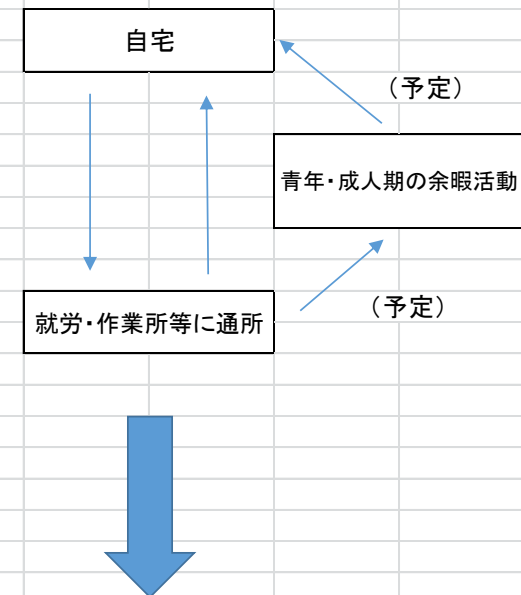 自宅
（予定）
青年・成人期の余暇活動
（予定）
就労・作業所等に通所